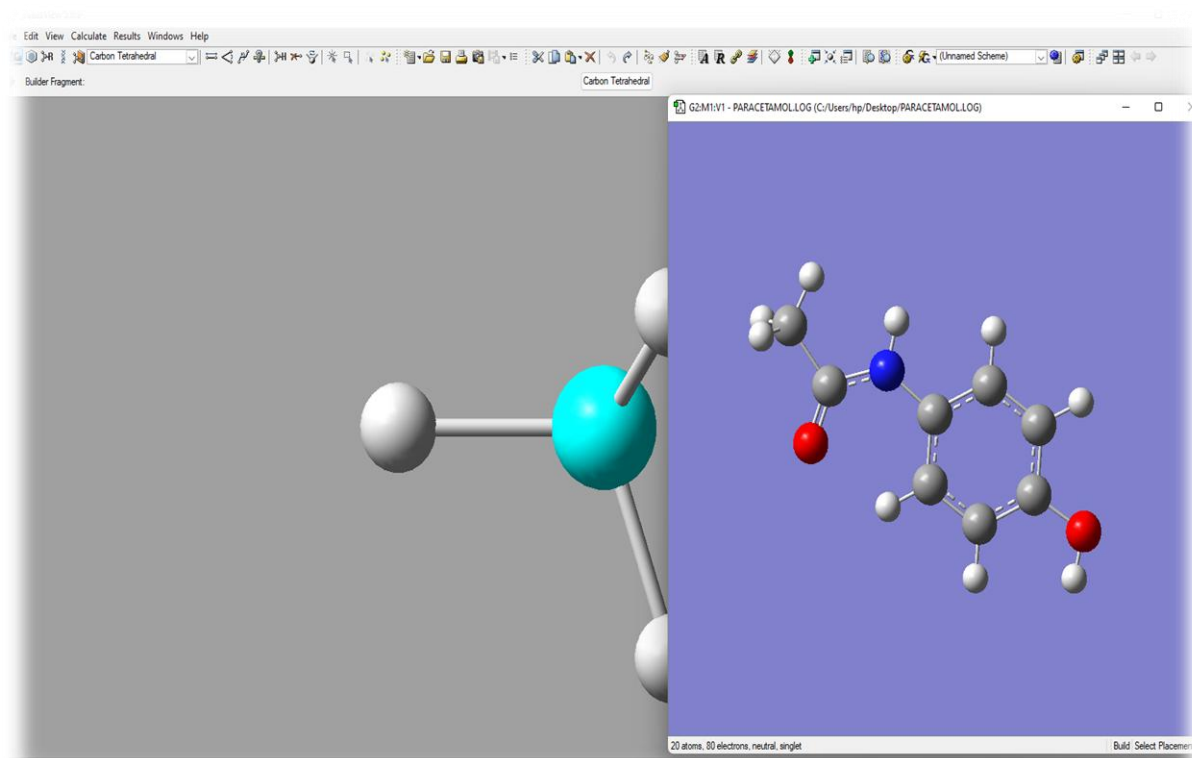 Edit View Calculate Results Windows Help
Carbon Tetrahedral
(Unnamed Scheme)
Builder Fragment:
Carbon Tetrahedral
G2:M1:V1 - PARACETAMOL.LOG (C:/Users/hp/Desktop/PARACETAMOL.LOG)
20 atoms, 80 electrons, neutral, singlet
Build Select